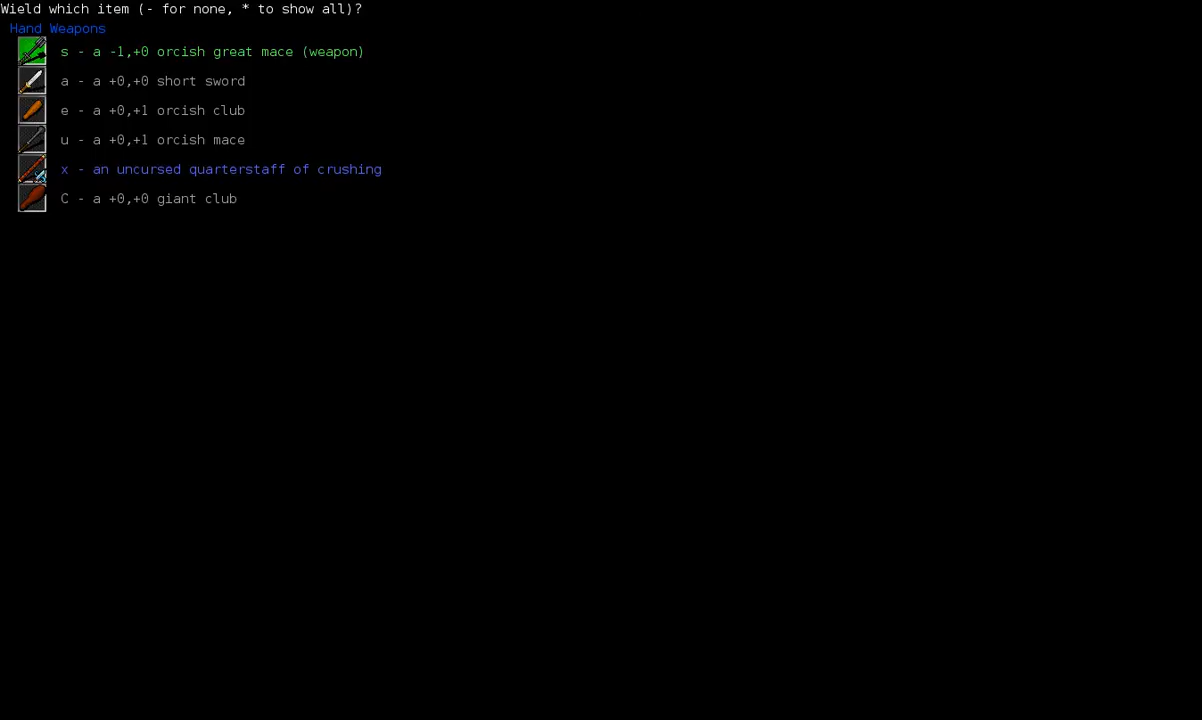 Wield which item (- for none, * to show all)?
Hand Weapons
s - a -1,+0 orcish great mace (weapon)
a - a +0,+0 short sword
e - a +0,+1 orcish club
u - a +0,+1 orcish mace
x - an uncursed quarterstaff of crushing
C - a +0,+0 giant club